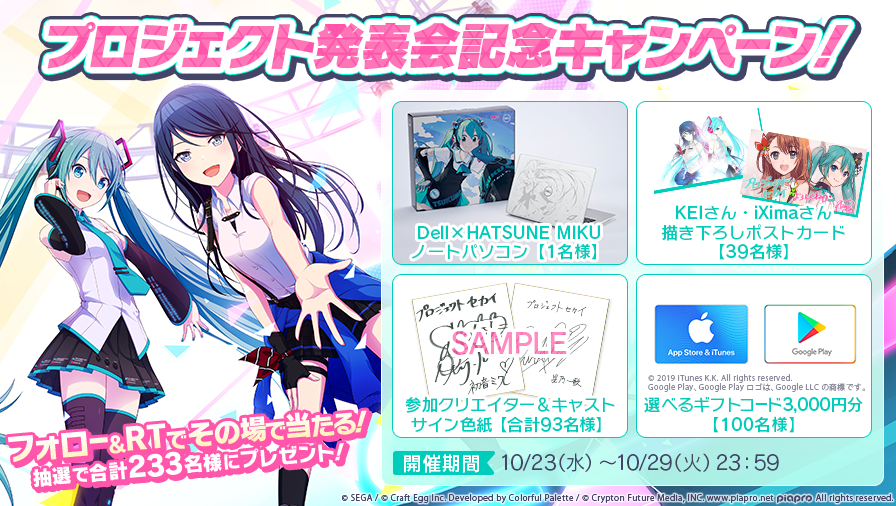 プロジェクト発表会記念キャンペーン!
Dell×HATSUNE MIKU
ノートパソコン【1名様】
KEIさん・iXimaさん
描き下ろしポストカード
【39名様】
プロジェクト セカイ
プロジェクト セカイ
SAMPLE
初音ミク
参加クリエイター&キャスト
サイン色紙【合計93名様】
App Store & iTunes
Google Play
© 2019 iTunes K.K. All rights reserved.
Google Play、Google Play ロゴは、Google LLC の商標です。
選べるギフトコード3,000円分
【100名様】
フォロー&RTでその場で当たる!
抽選で合計233名様にプレゼント!
開催期間 10/23(水) ~10/29(火) 23:59
© SEGA / © Craft Egg Inc. Developed by Colorful Palette / © Crypton Future Media, INC. www.piapro.net piapro All rights reserved.